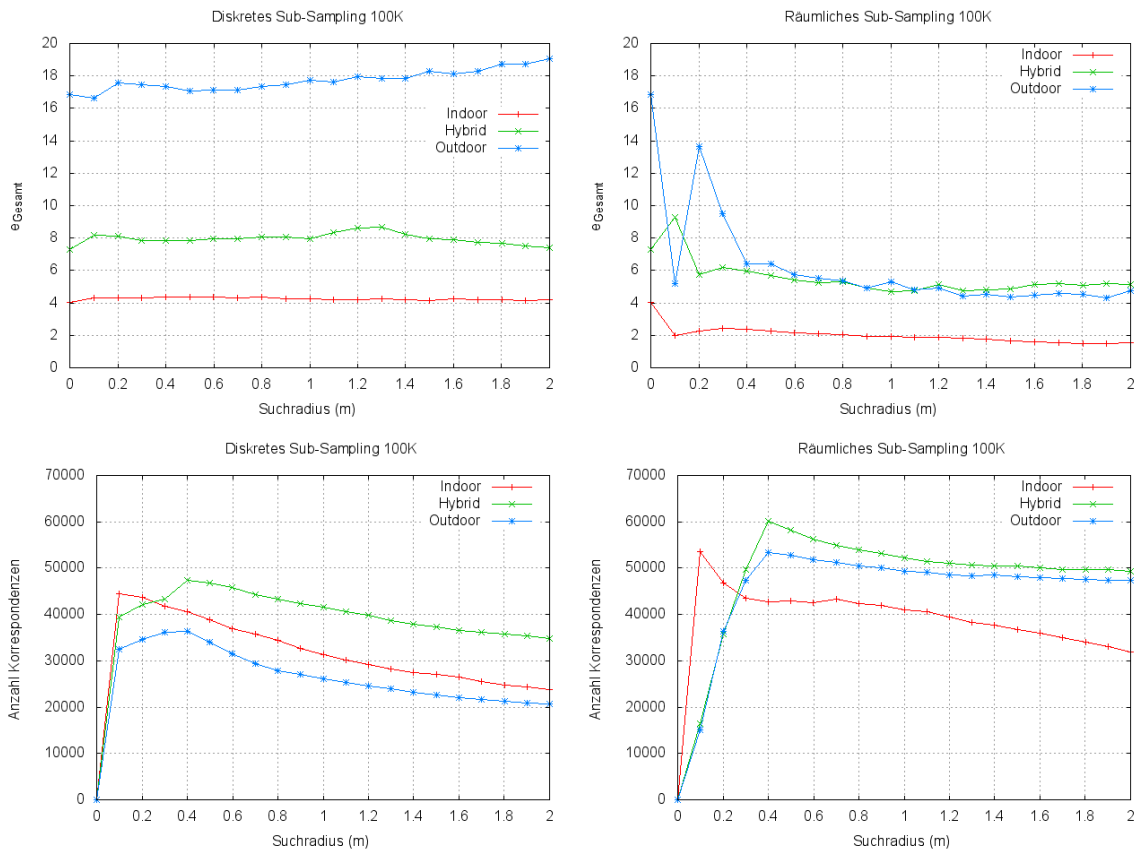 Diskretes Sub-Sampling 100K
20
18
16
14
12
10
8
6
4
2
0
eGesamt
Indoor
Hybrid
Outdoor
0 0.2 0.4 0.6 0.8 1 1.2 1.4 1.6 1.8 2
Suchradius (m)
Räumliches Sub-Sampling 100K
20
18
16
14
12
10
8
6
4
2
0
eGesamt
Indoor
Hybrid
Outdoor
0 0.2 0.4 0.6 0.8 1 1.2 1.4 1.6 1.8 2
Suchradius (m)
Diskretes Sub-Sampling 100K
70000
60000
50000
40000
30000
20000
10000
0
Anzahl Korrespondenzen
Indoor
Hybrid
Outdoor
0 0.2 0.4 0.6 0.8 1 1.2 1.4 1.6 1.8 2
Suchradius (m)
Räumliches Sub-Sampling 100K
70000
60000
50000
40000
30000
20000
10000
0
Anzahl Korrespondenzen
Indoor
Hybrid
Outdoor
0 0.2 0.4 0.6 0.8 1 1.2 1.4 1.6 1.8 2
Suchradius (m)